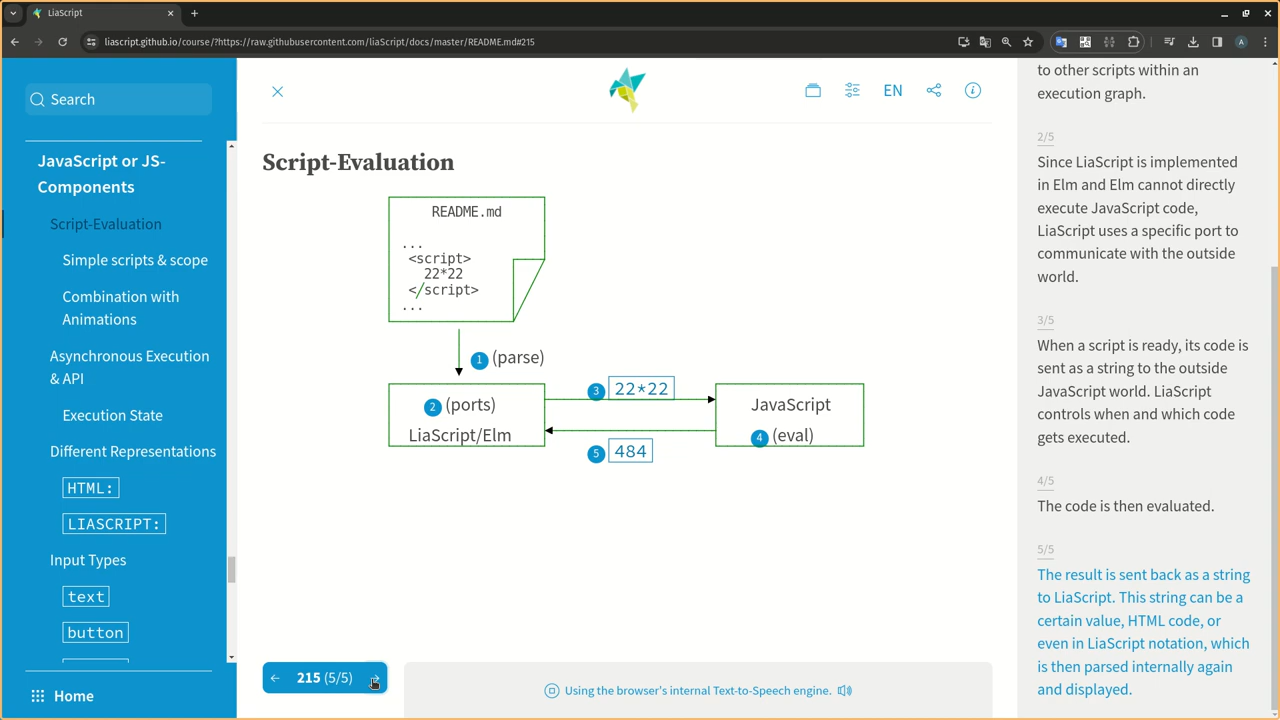 LiaScript
liascript.github.io/course/?https://raw.githubusercontent.com/liaScript/docs/master/README.md#215
A
Search
JavaScript or JS-
Components
Script-Evaluation
Simple scripts & scope
Combination with
Animations
Asynchronous Execution
& API
Execution State
Different Representations
HTML:
LIASCRIPT:
Input Types
text
button
Home
EN
Script-Evaluation
README.md
...
<script>
22*22
</script>
...
1 (parse)
2 (ports)
LiaScript/Elm
3 22*22
5 484
JavaScript
4 (eval)
215 (5/5)
Using the browser's internal Text-to-Speech engine.
to other scripts within an
execution graph.
2/5
Since LiaScript is implemented
in Elm and Elm cannot directly
execute JavaScript code,
LiaScript uses a specific port to
communicate with the outside
world.
3/5
When a script is ready, its code is
sent as a string to the outside
JavaScript world. LiaScript
controls when and which code
gets executed.
4/5
The code is then evaluated.
5/5
The result is sent back as a string
to LiaScript. This string can be a
certain value, HTML code, or
even in LiaScript notation, which
is then parsed internally again
and displayed.